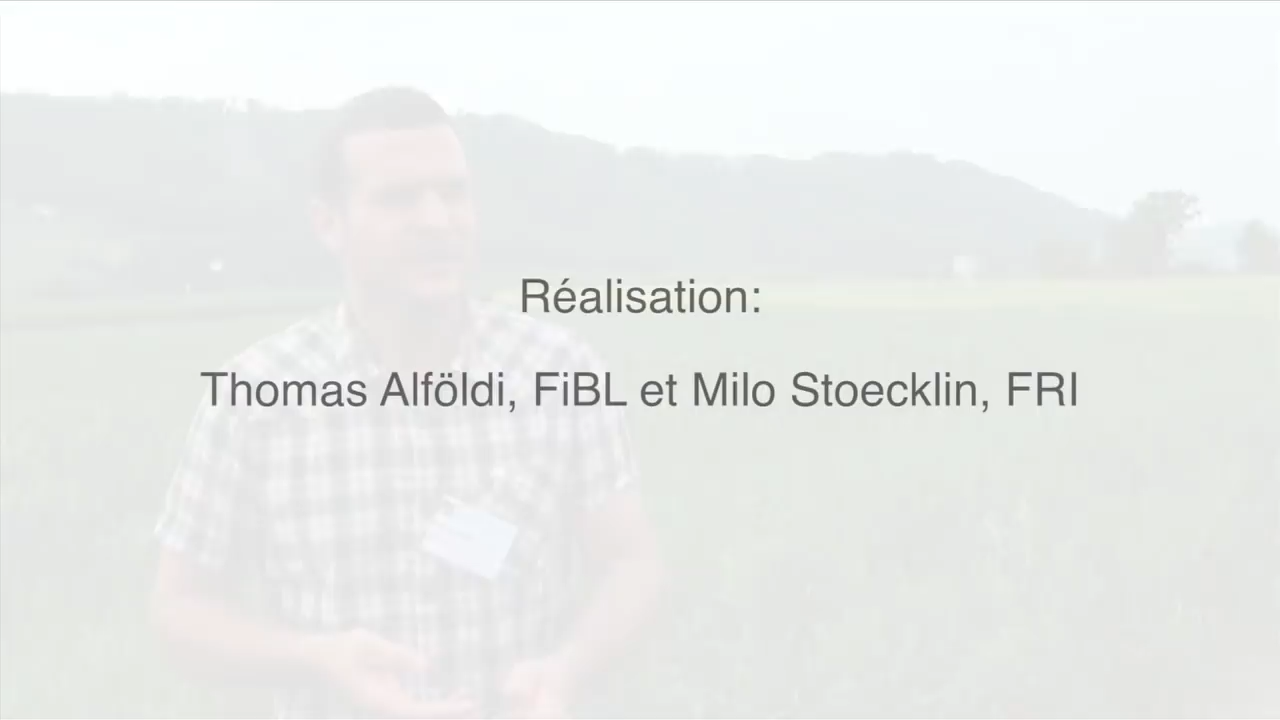 Réalisation:
Thomas Alföldi, FiBL et Milo Stoecklin, FRI